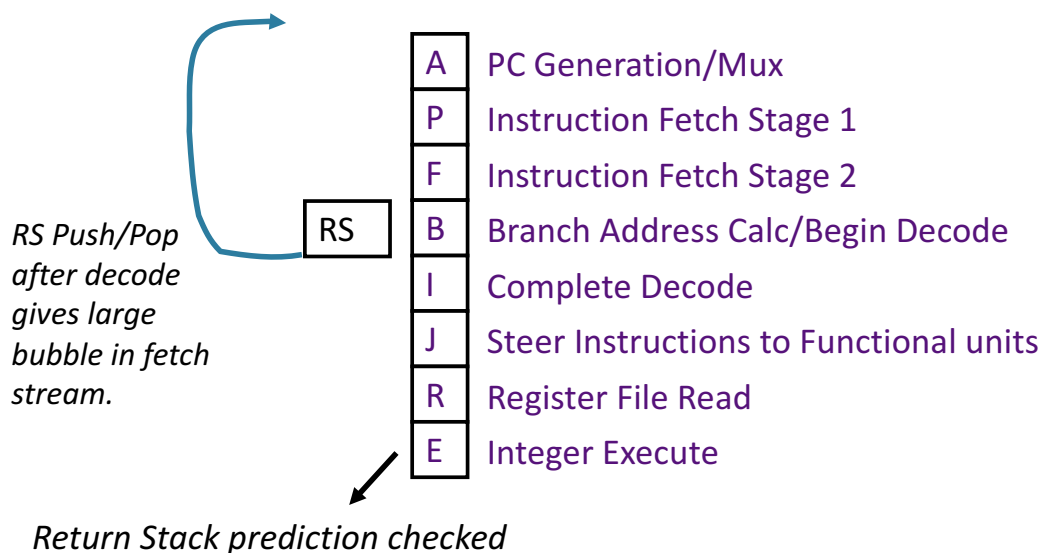 A PC Generation/Mux
P Instruction Fetch Stage 1
F Instruction Fetch Stage 2
RS B Branch Address Calc/Begin Decode
I Complete Decode
J Steer Instructions to Functional units
R Register File Read
E Integer Execute
RS Push/Pop
after decode
gives large
bubble in fetch
stream.
Return Stack prediction checked